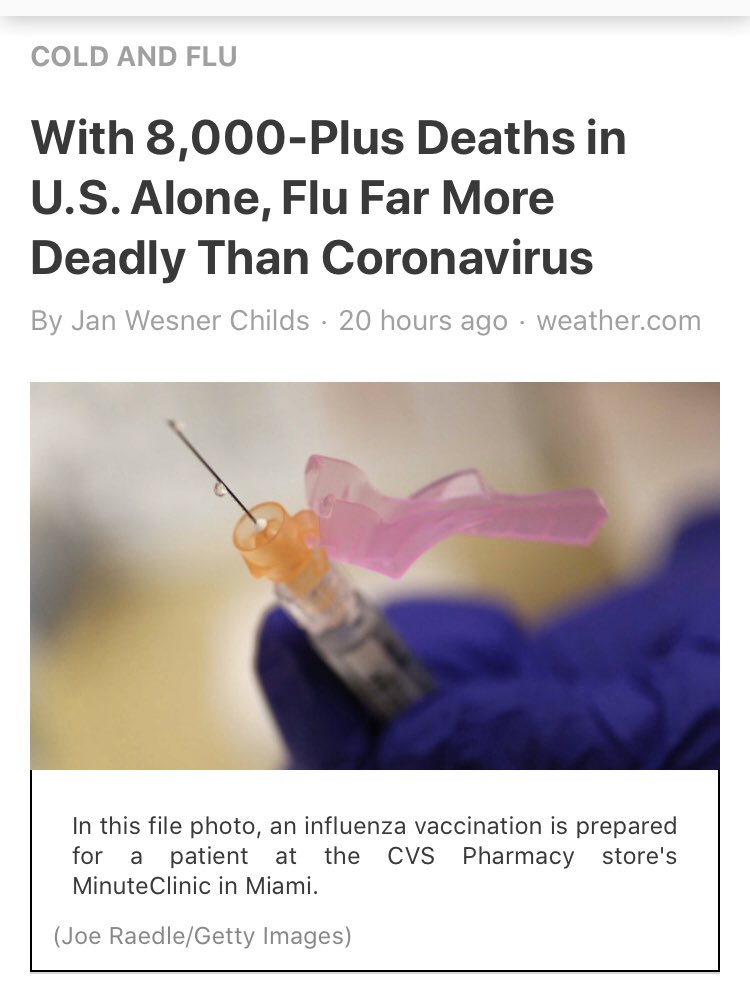 COLD AND FLU
With 8,000-Plus Deaths in
U.S. Alone, Flu Far More
Deadly Than Coronavirus
By Jan Wesner Childs · 20 hours ago · weather.com
In this file photo, an influenza vaccination is prepared
for a patient at the CVS Pharmacy store's
MinuteClinic in Miami.
(Joe Raedle/Getty Images)